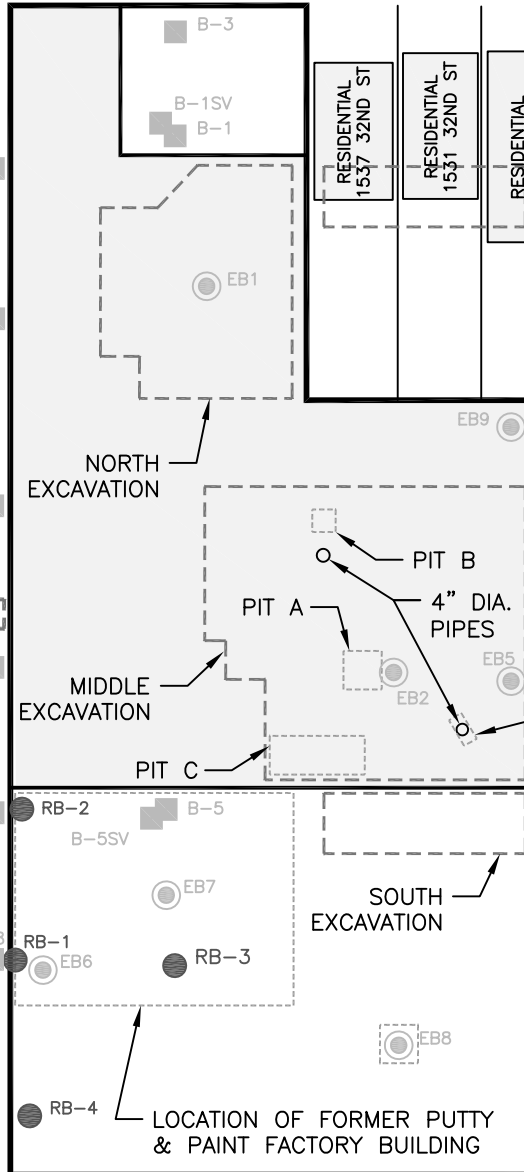 B-3
B-1SV
B-1
RESIDENTIAL
1537 32ND ST
RESIDENTIAL
1531 32ND ST
RESIDENTIAL
EB1
EB9
NORTH
EXCAVATION
PIT B
4” DIA.
PIPES
PIT A
EB2
EB5
MIDDLE
EXCAVATION
PIT C
RB-2
B-5
B-5SV
EB7
SOUTH
EXCAVATION
RB-1
EB6
RB-3
EB8
RB-4
LOCATION OF FORMER PUTTY
& PAINT FACTORY BUILDING